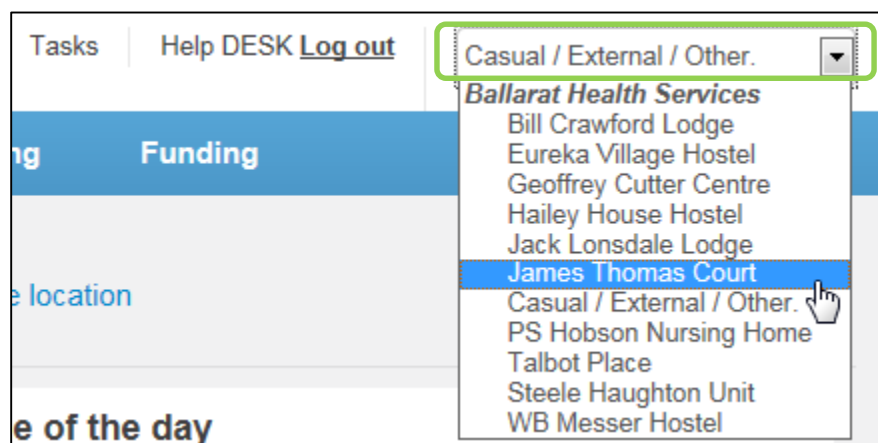 Tasks Help DESK Log out
Casual / External / Other.
Ballarat Health Services
Bill Crawford Lodge
Eureka Village Hostel
Geoffrey Cutter Centre
Hailey House Hostel
Jack Lonsdale Lodge
James Thomas Court
Casual / External / Other.
PS Hobson Nursing Home
Talbot Place
Steele Haughton Unit
WB Messer Hostel
ng Funding
e location
e of the day